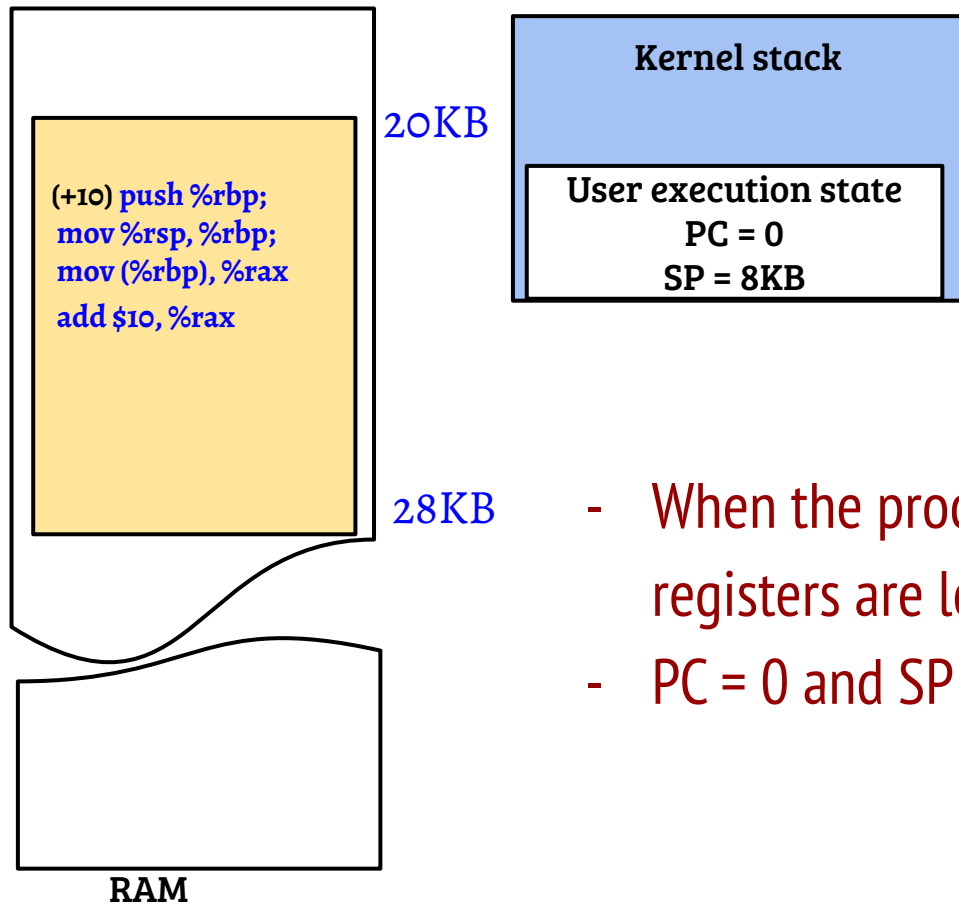 Kernel stack
20KB
(+10) push %rbp;
mov %rsp, %rbp;
mov (%rbp), %rax
add $10, %rax
User execution state
PC = 0
SP = 8KB
28KB
- When the proc
registers are l
- PC = 0 and SP
RAM